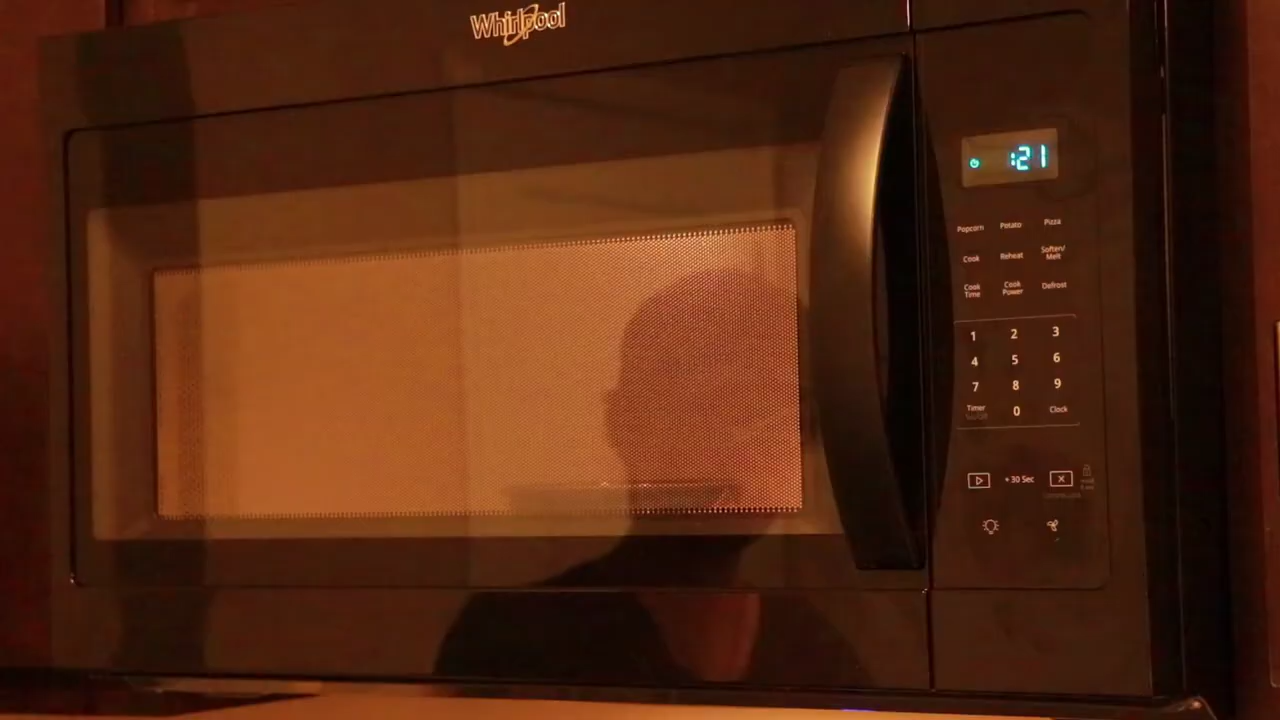 Whirlpool
:21
Popcorn Potato Pizza
Cook Reheat Soften/
Melt
Cook
Time Cook
Power Defrost
1 2 3
4 5 6
7 8 9
Timer 0 Clock
+ 30 Sec